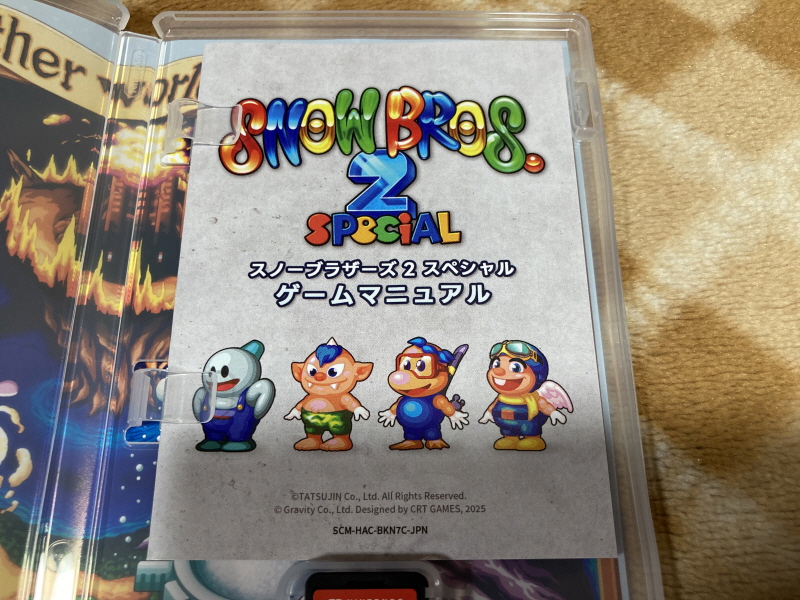 ther worl
SNOW BROS.
2
SPECIAL
スノーブラザーズ 2 スペシャル
ゲームマニュアル
©TATSUJIN Co., Ltd. All Rights Reserved.
© Gravity Co., Ltd. Designed by CRT GAMES, 2025
SCM-HAC-BKN7C-JPN